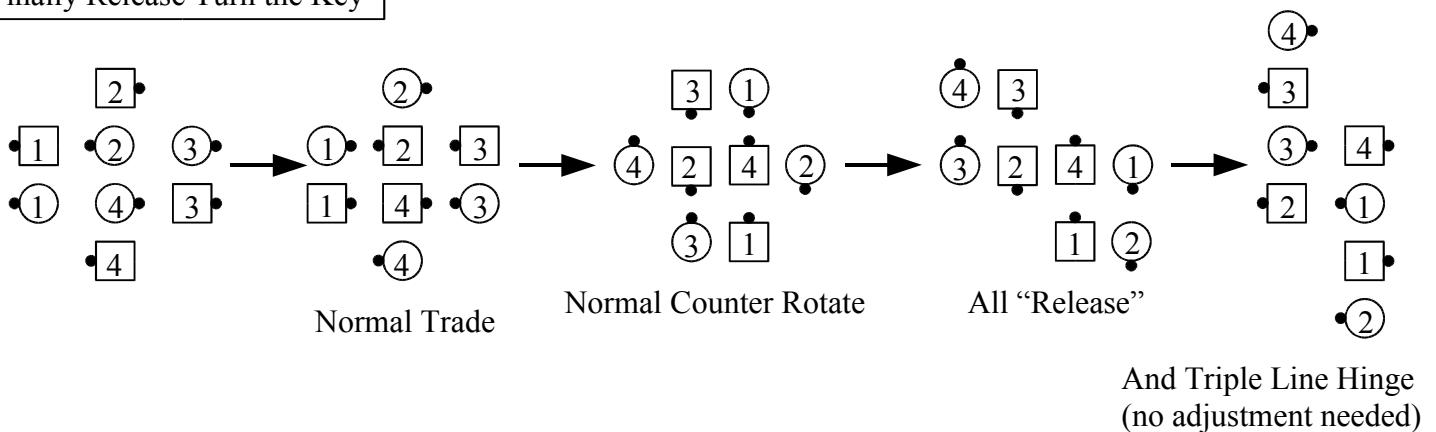 mally Release Turn the Key
2
1 2 3
1 4 3
4
2
1 2 3
1 4 3
4
Normal Trade
3 1
4 2 4 2
3 1
Normal Counter Rotate
4 3
3 2 4 1
1 2
All “Release”
4
3
3 4
2 1
1
2
And Triple Line Hinge
(no adjustment needed)